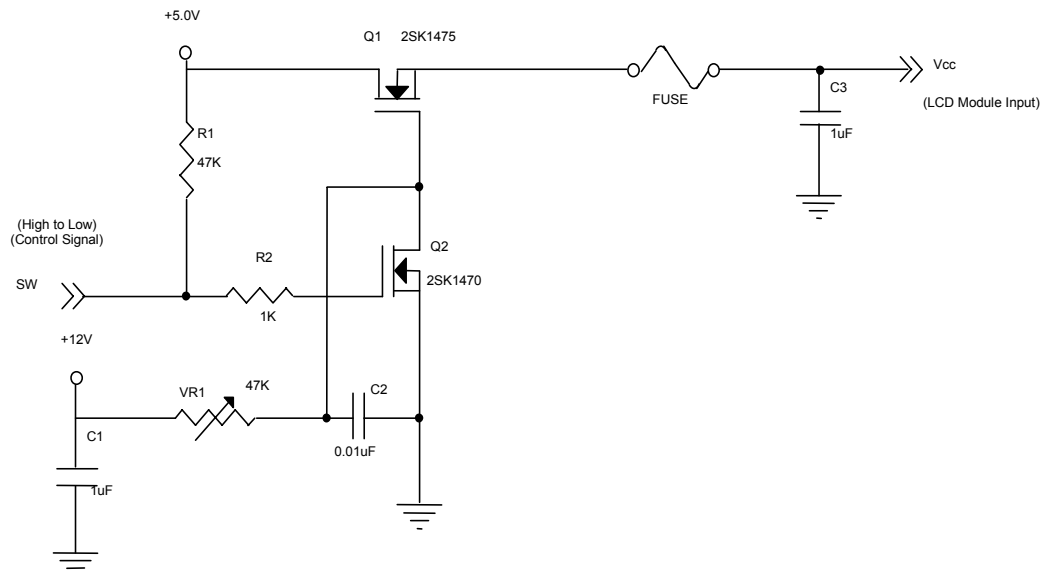 +5.0V
Q1 2SK1475
Vcc
FUSE
C3
(LCD Module Input)
1uF
R1
47K
(High to Low)
(Control Signal)
Q2
R2
SW
2SK1470
1K
+12V
VR1
47K
C2
C1
0.01uF
1uF